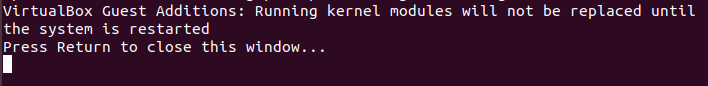 VirtualBox Guest Additions: Running kernel modules will not be replaced until
the system is restarted
Press Return to close this window...